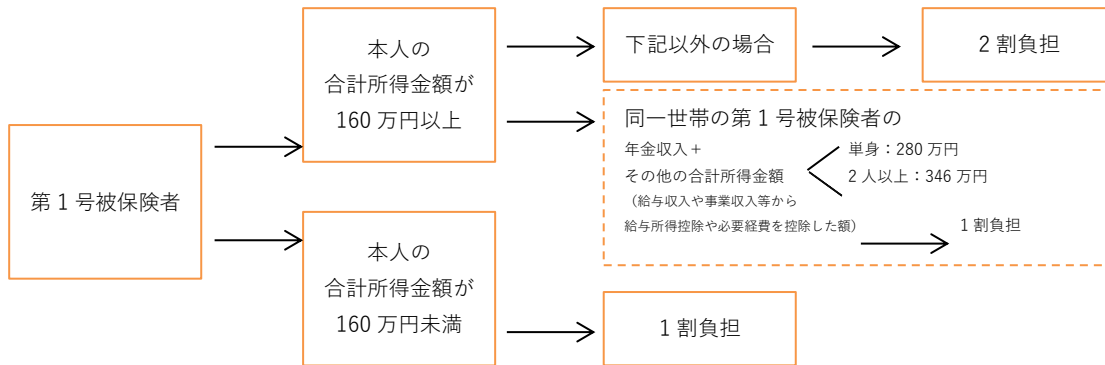 第1号被保険者
本人の
合計所得金額が
160万円以上
本人の
合計所得金額が
160万円未満
下記以外の場合
2割負担
同一世帯の第1号被保険者の
年金収入+
その他の合計所得金額
(給与収入や事業収入等から
給与所得控除や必要経費を控除した額)
単身:280万円
2人以上:346万円
1割負担
1割負担